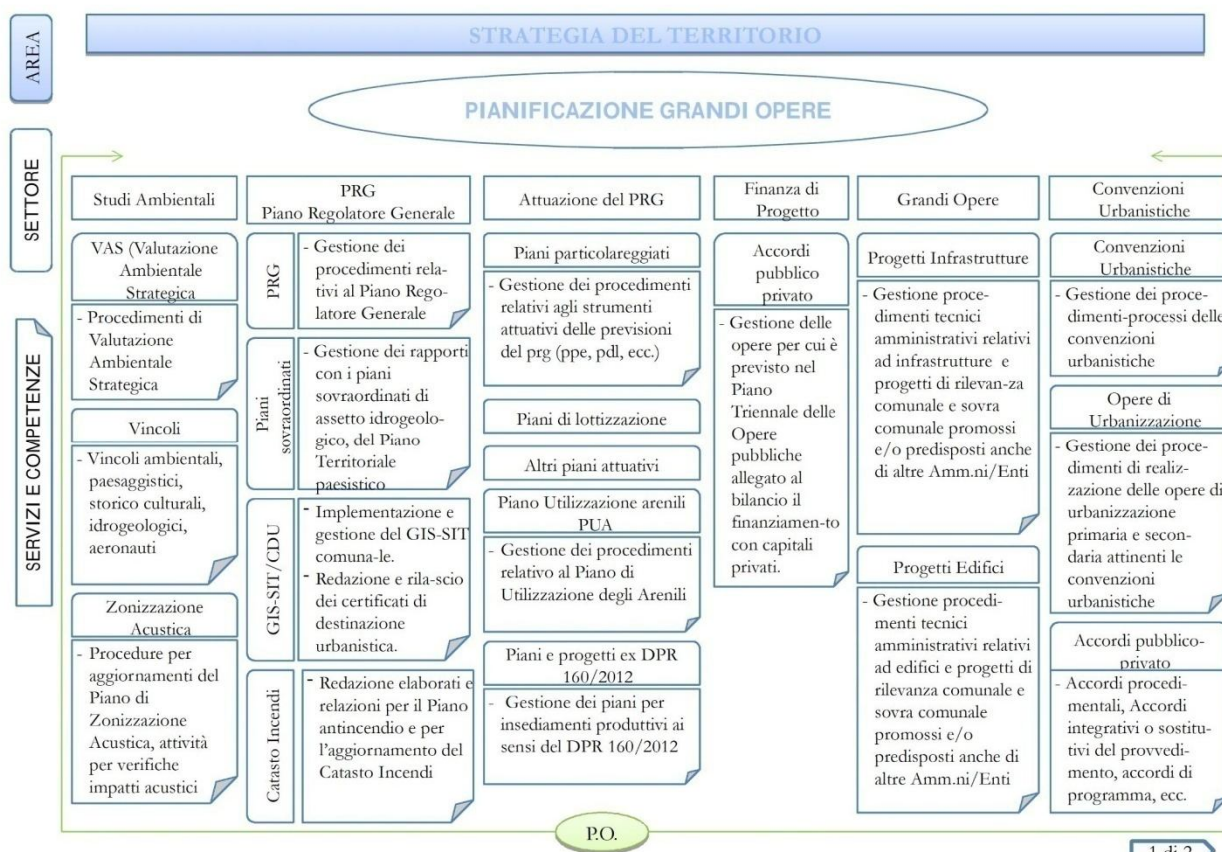 AREA
STRATEGIA DEL TERRITORIO
PIANIFICAZIONE GRANDI OPERE
SETTORE
Studi Ambientali
PRG
Piano Regolatore Generale
Attuazione del PRG
Finanza di
Progetto
Grandi Opere
Convenzioni
Urbanistiche
SERVIZI E COMPETENZE
VAS (Valutazione
Ambientale
Strategica
- Procedimenti di
Valutazione
Ambientale
Strategica
Vincoli
- Vincoli ambientali,
paesaggistici,
storico culturali,
idrogeologici,
aeronauti
Zonizzazione
Acustica
- Procedure per
aggiornamenti del
Piano di
Zonizzazione
Acustica, attività
per verifiche
impatti acustici
PRG
- Gestione dei
procedimenti rela-
tivi al Piano Rego-
latore Generale
Piani
sovraordinati
- Gestione dei rapporti
con i piani
sovraordinati di
assetto idrogeolo-
gico, del Piano
Territoriale
paesistico
GIS-SIT/CDU
- Implementazione e
gestione del GIS-SIT
comuna-le.
- Redazione e rila-scio
dei certificati di
destinazione
urbanistica.
Catasto Incendi
- Redazione elaborati e
relazioni per il Piano
antincendio e per
l'aggiornamento del
Catasto Incendi
Piani particolareggiati
- Gestione dei procedimenti
relativi agli strumenti
attuativi delle previsioni
del prg (ppe, pdl, ecc.)
Piani di lottizzazione
Altri piani attuativi
Piano Utilizzazione arenili
PUA
- Gestione dei procedimenti
relativo al Piano di
Utilizzazione degli Arenili
Piani e progetti ex DPR
160/2012
- Gestione dei piani per
insediamenti produttivi ai
sensi del DPR 160/2012
Accordi
pubblico
privato
- Gestione delle
opere per cui è
previsto nel
Piano
Triennale delle
Opere
pubbliche
allegato al
bilancio il
finanziamen-to
con capitali
privati.
Progetti Infrastrutture
- Gestione proce-
dimenti tecnici
amministrativi relativi
ad infrastrutture e
progetti di rilevan-za
comunale e sovra
comunale promossi
e/o predisposti anche
di altre Amm.ni/Enti
Progetti Edifici
- Gestione procedi-
menti tecnici
amministrativi relativi
ad edifici e progetti di
rilevanza comunale e
sovra comunale
promossi e/o
predisposti anche di
altre Amm.ni/Enti
Convenzioni
Urbanistiche
- Gestione dei proce-
dimenti-processi delle
convenzioni
urbanistiche
Opere di
Urbanizzazione
- Gestione dei proce-
dimenti di realiz-
zazione delle opere di
urbanizzazione
primaria e secon-
daria attinenti le
convenzioni
urbanistiche
Accordi pubblico-
privato
- Accordi procedi-
mentali, Accordi
integrativi o sostitu-
tivi del provvedi-
mento, accordi di
programma, ecc.
P.O.
1 di 2